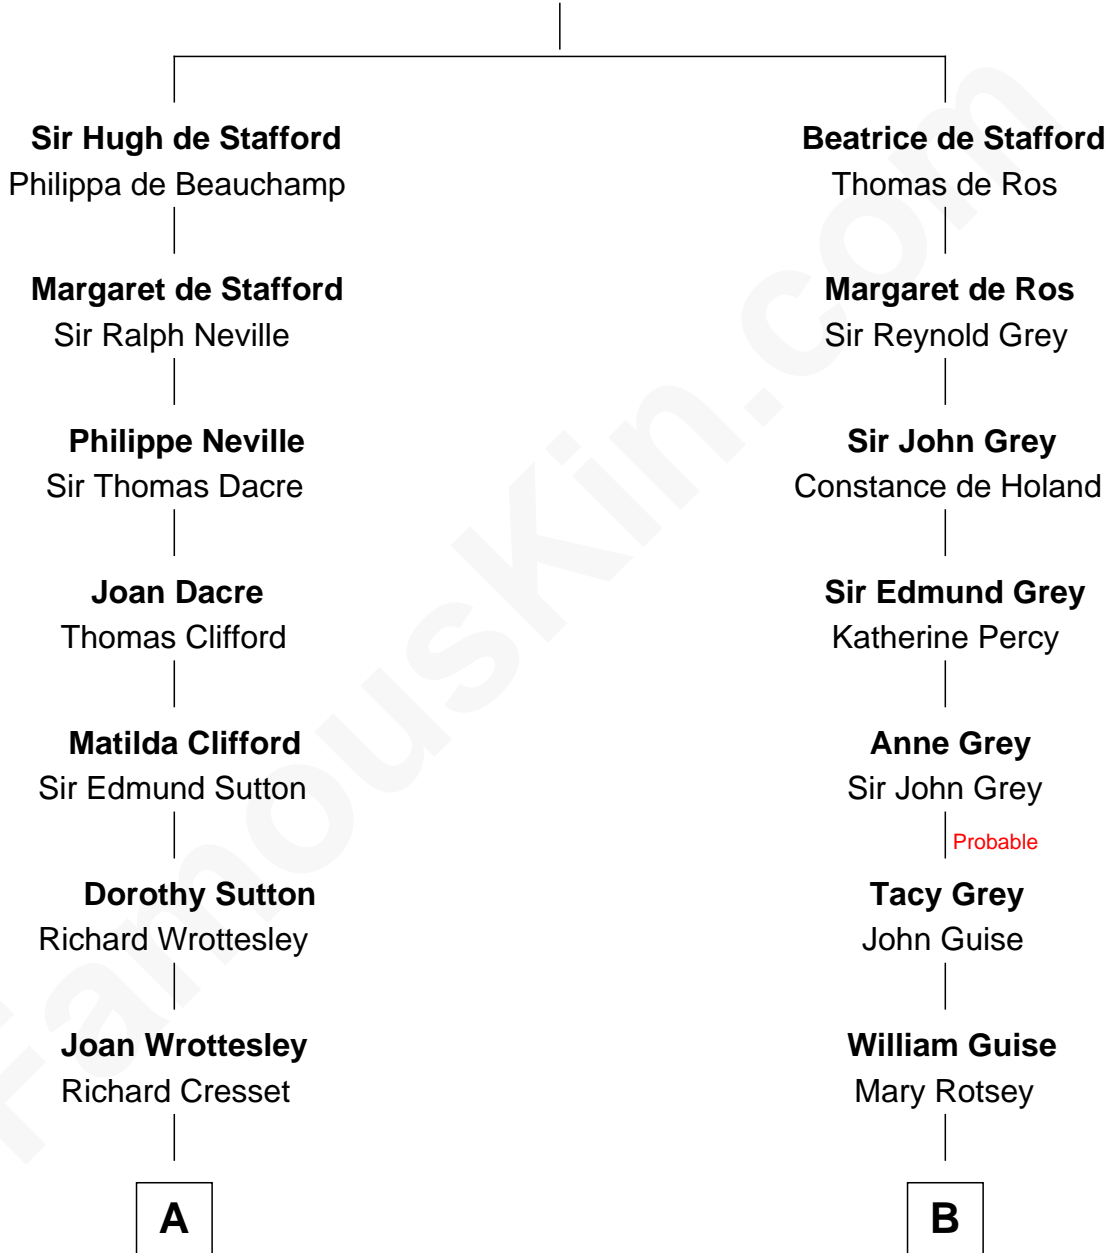 Sir Hugh de Stafford
Philippa de Beauchamp
Margaret de Stafford
Sir Ralph Neville
Philippe Neville
Sir Thomas Dacre
Joan Dacre
Thomas Clifford
Matilda Clifford
Sir Edmund Sutton
Dorothy Sutton
Richard Wrottesley
Joan Wrottesley
Richard Cresset
A
Beatrice de Stafford
Thomas de Ros
Margaret de Ros
Sir Reynold Grey
Sir John Grey
Constance de Holand
Sir Edmund Grey
Katherine Percy
Anne Grey
Sir John Grey
Probable
Tacy Grey
John Guise
William Guise
Mary Rotsey
B
FamousKin.com